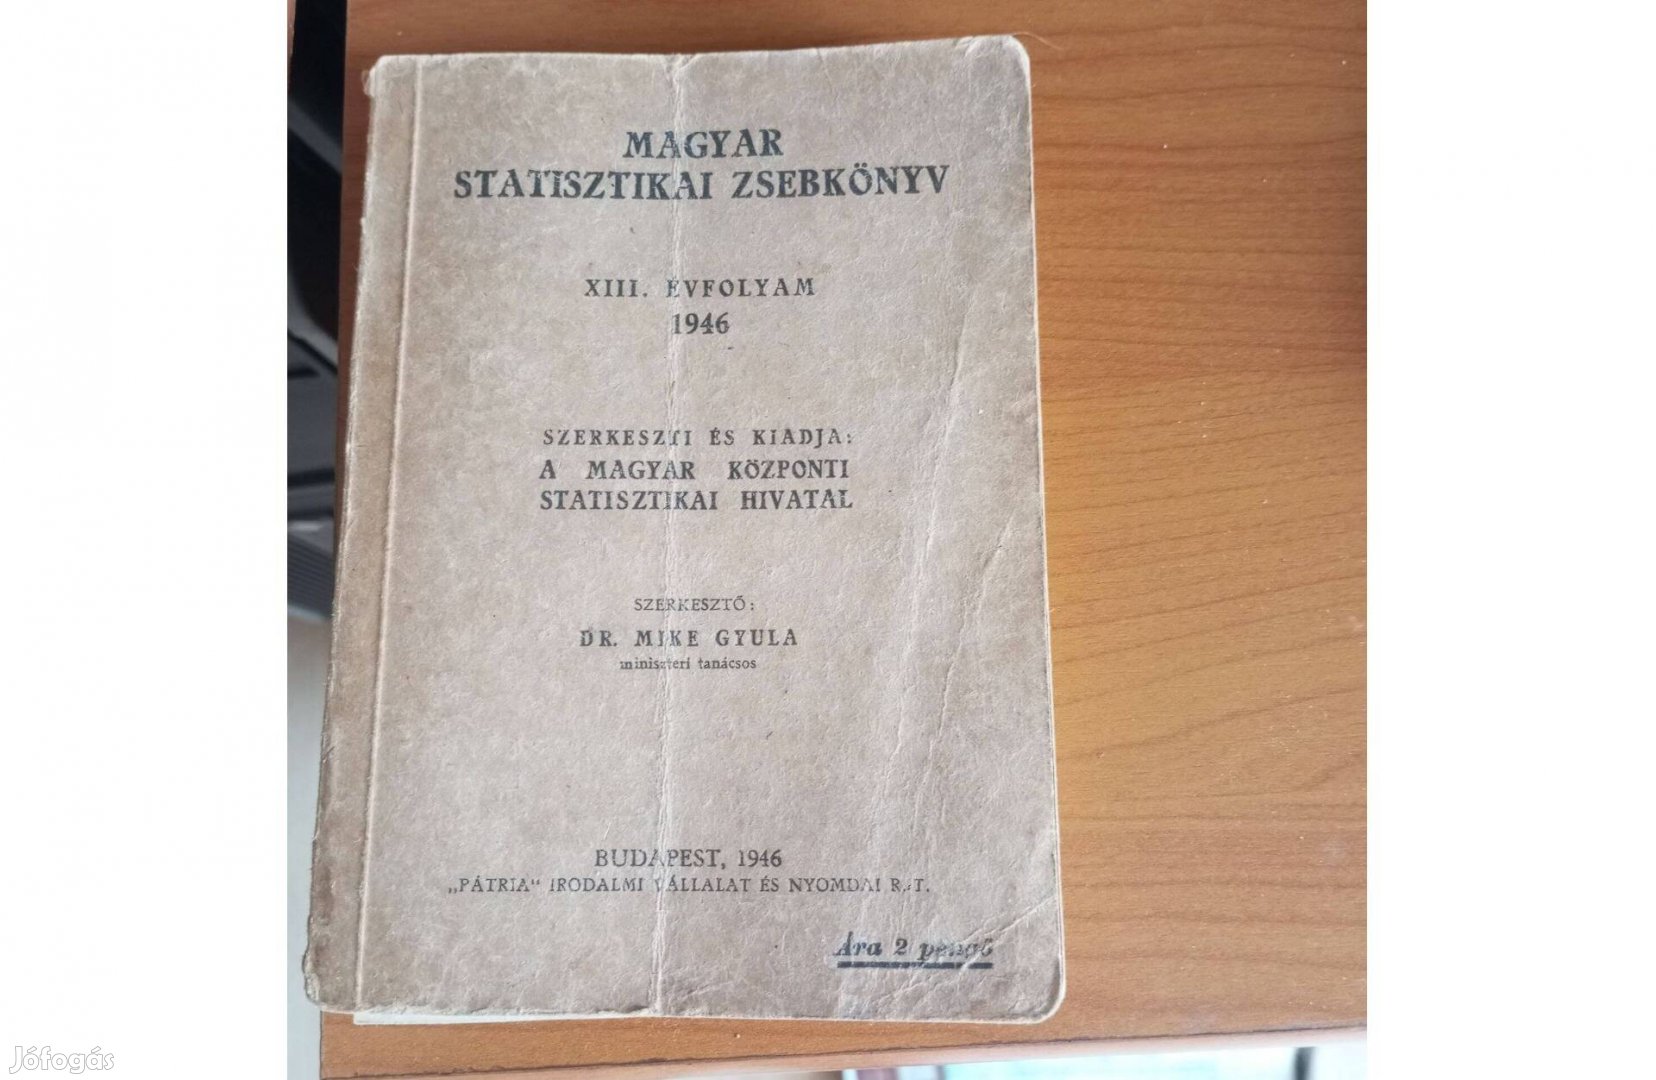 MAGYAR
STATISZTIKAI ZSEBKÖNYV
XIII. ÉVFOLYAM
1946
SZERKESZTI ÉS KIADJA:
A MAGYAR KÖZPONTI
STATISZTIKAI HIVATAL
SZERKESZTŐ:
DR. MIKE GYULA
miniszteri tanácsos
BUDAPEST, 1946
„PÁTRIA“ IRODALMI VÁLLALAT ÉS NYOMDAI R.-T.
Ára 2 pengő
Jófogás